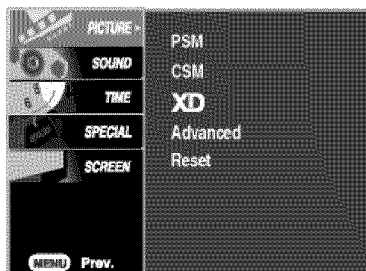 PICTURE
SOUND
TIME
SPECIAL
SCREEN
MENU Prev.
PSM
CSM
XD
Advanced
Reset